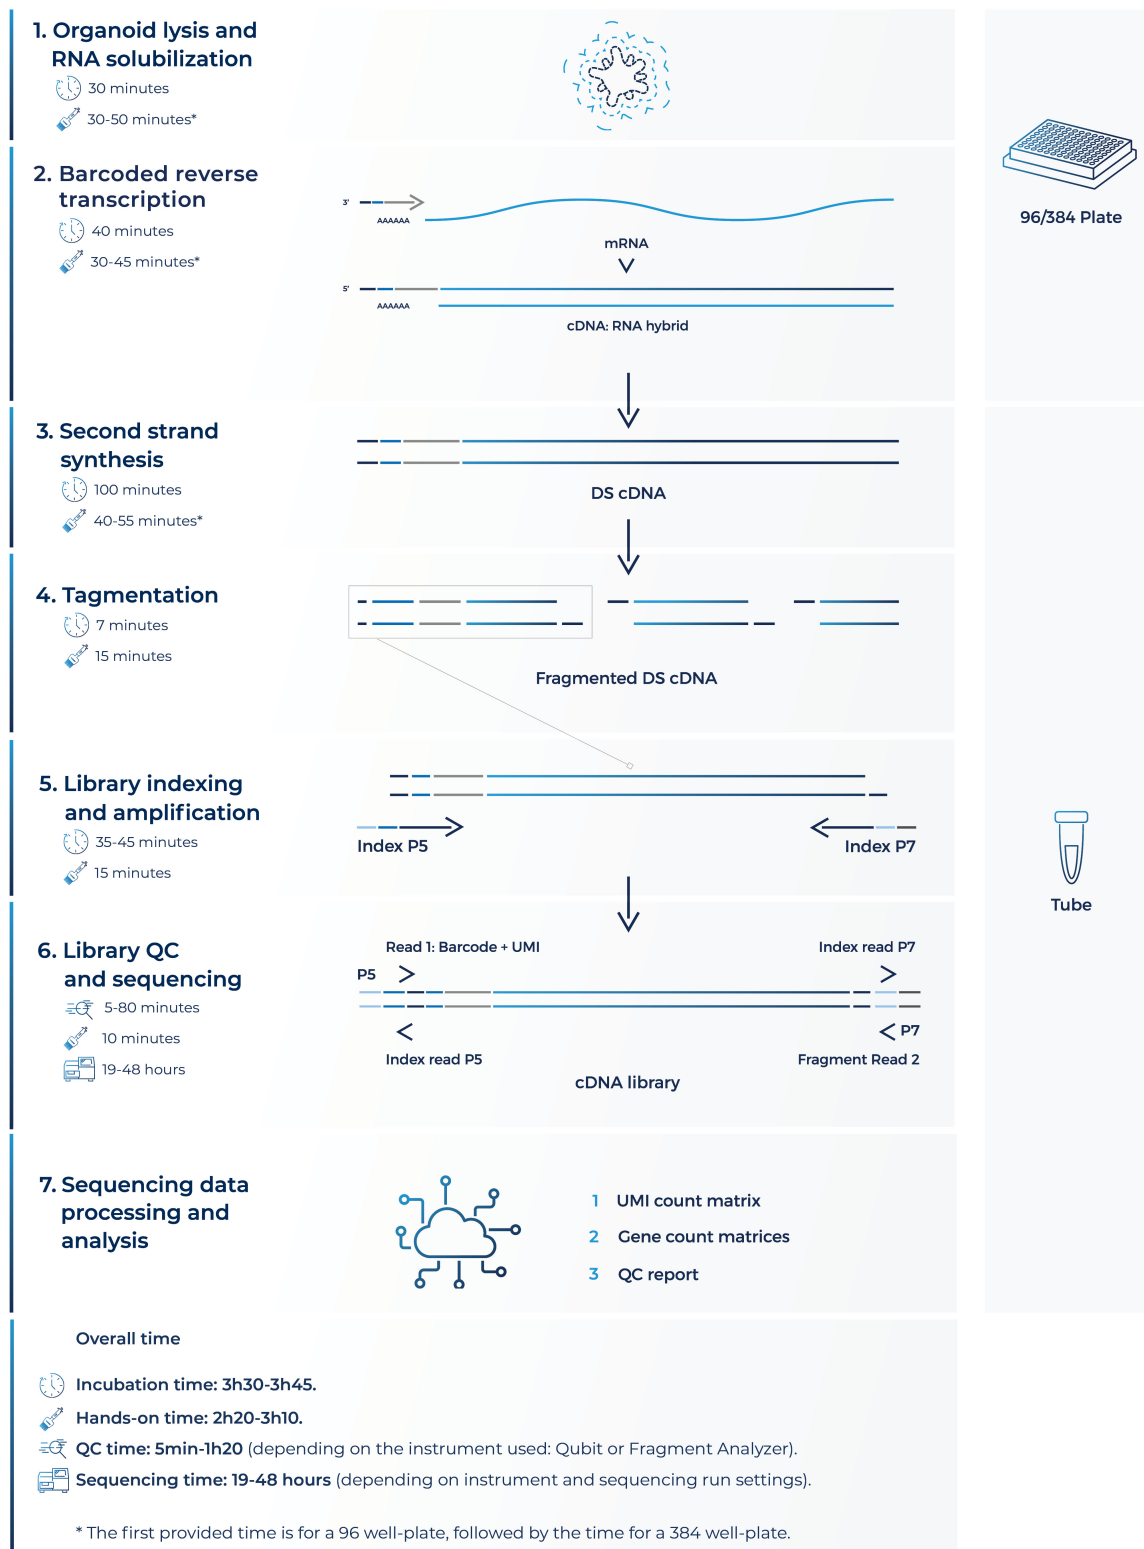 1. Organoid lysis and
RNA solubilization
30 minutes
30-50 minutes*
96/384 Plate
2. Barcoded reverse
transcription
40 minutes
30-45 minutes*
3'
AAAAAA
mRNA
5'
AAAAAA
cDNA: RNA hybrid
3. Second strand
synthesis
100 minutes
40-55 minutes*
DS cDNA
4. Tagmentation
7 minutes
15 minutes
Fragmented DS cDNA
5. Library indexing
and amplification
35-45 minutes
15 minutes
Index P5
Index P7
Tube
6. Library QC
and sequencing
5-80 minutes
10 minutes
19-48 hours
Read 1: Barcode + UMI
Index read P7
P5
P7
Index read P5
Fragment Read 2
cDNA library
7. Sequencing data
processing and
analysis
1 UMI count matrix
2 Gene count matrices
3 QC report
Overall time
Incubation time: 3h30-3h45.
Hands-on time: 2h20-3h10.
QC time: 5min-1h20 (depending on the instrument used: Qubit or Fragment Analyzer).
Sequencing time: 19-48 hours (depending on instrument and sequencing run settings).
* The first provided time is for a 96 well-plate, followed by the time for a 384 well-plate.